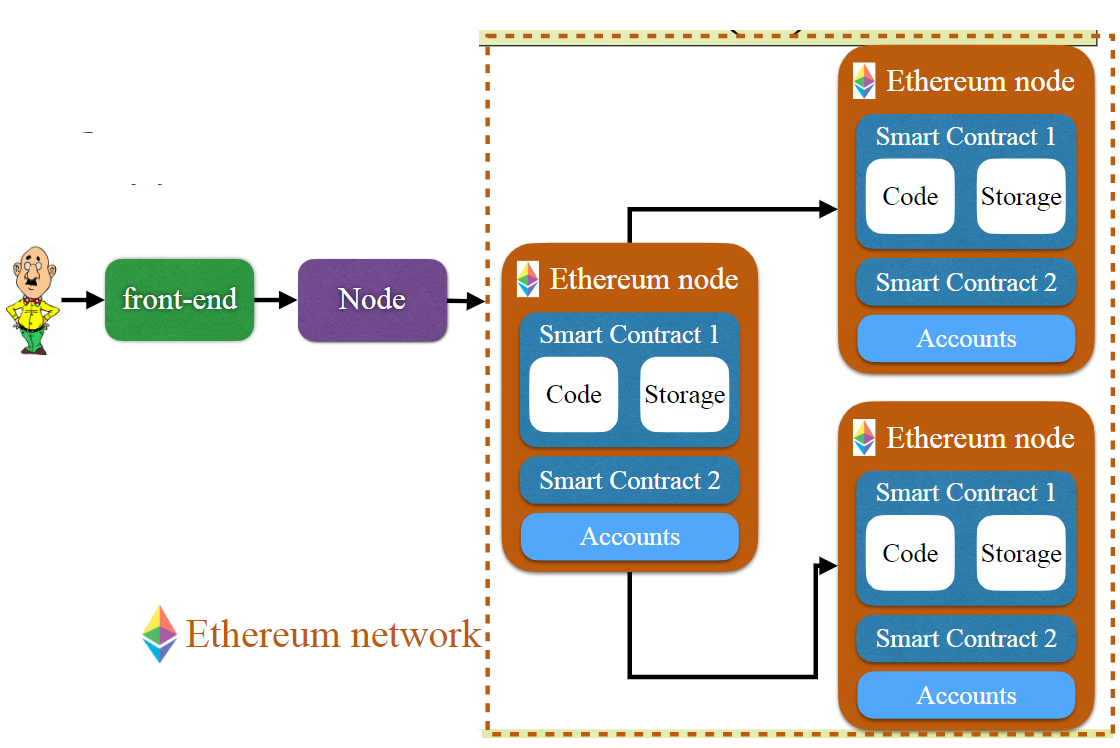 front-end
Node
Ethereum network
Ethereum node
Smart Contract 1
Code
Storage
Smart Contract 2
Accounts
Ethereum node
Smart Contract 1
Code
Storage
Smart Contract 2
Accounts
Ethereum node
Smart Contract 1
Code
Storage
Smart Contract 2
Accounts